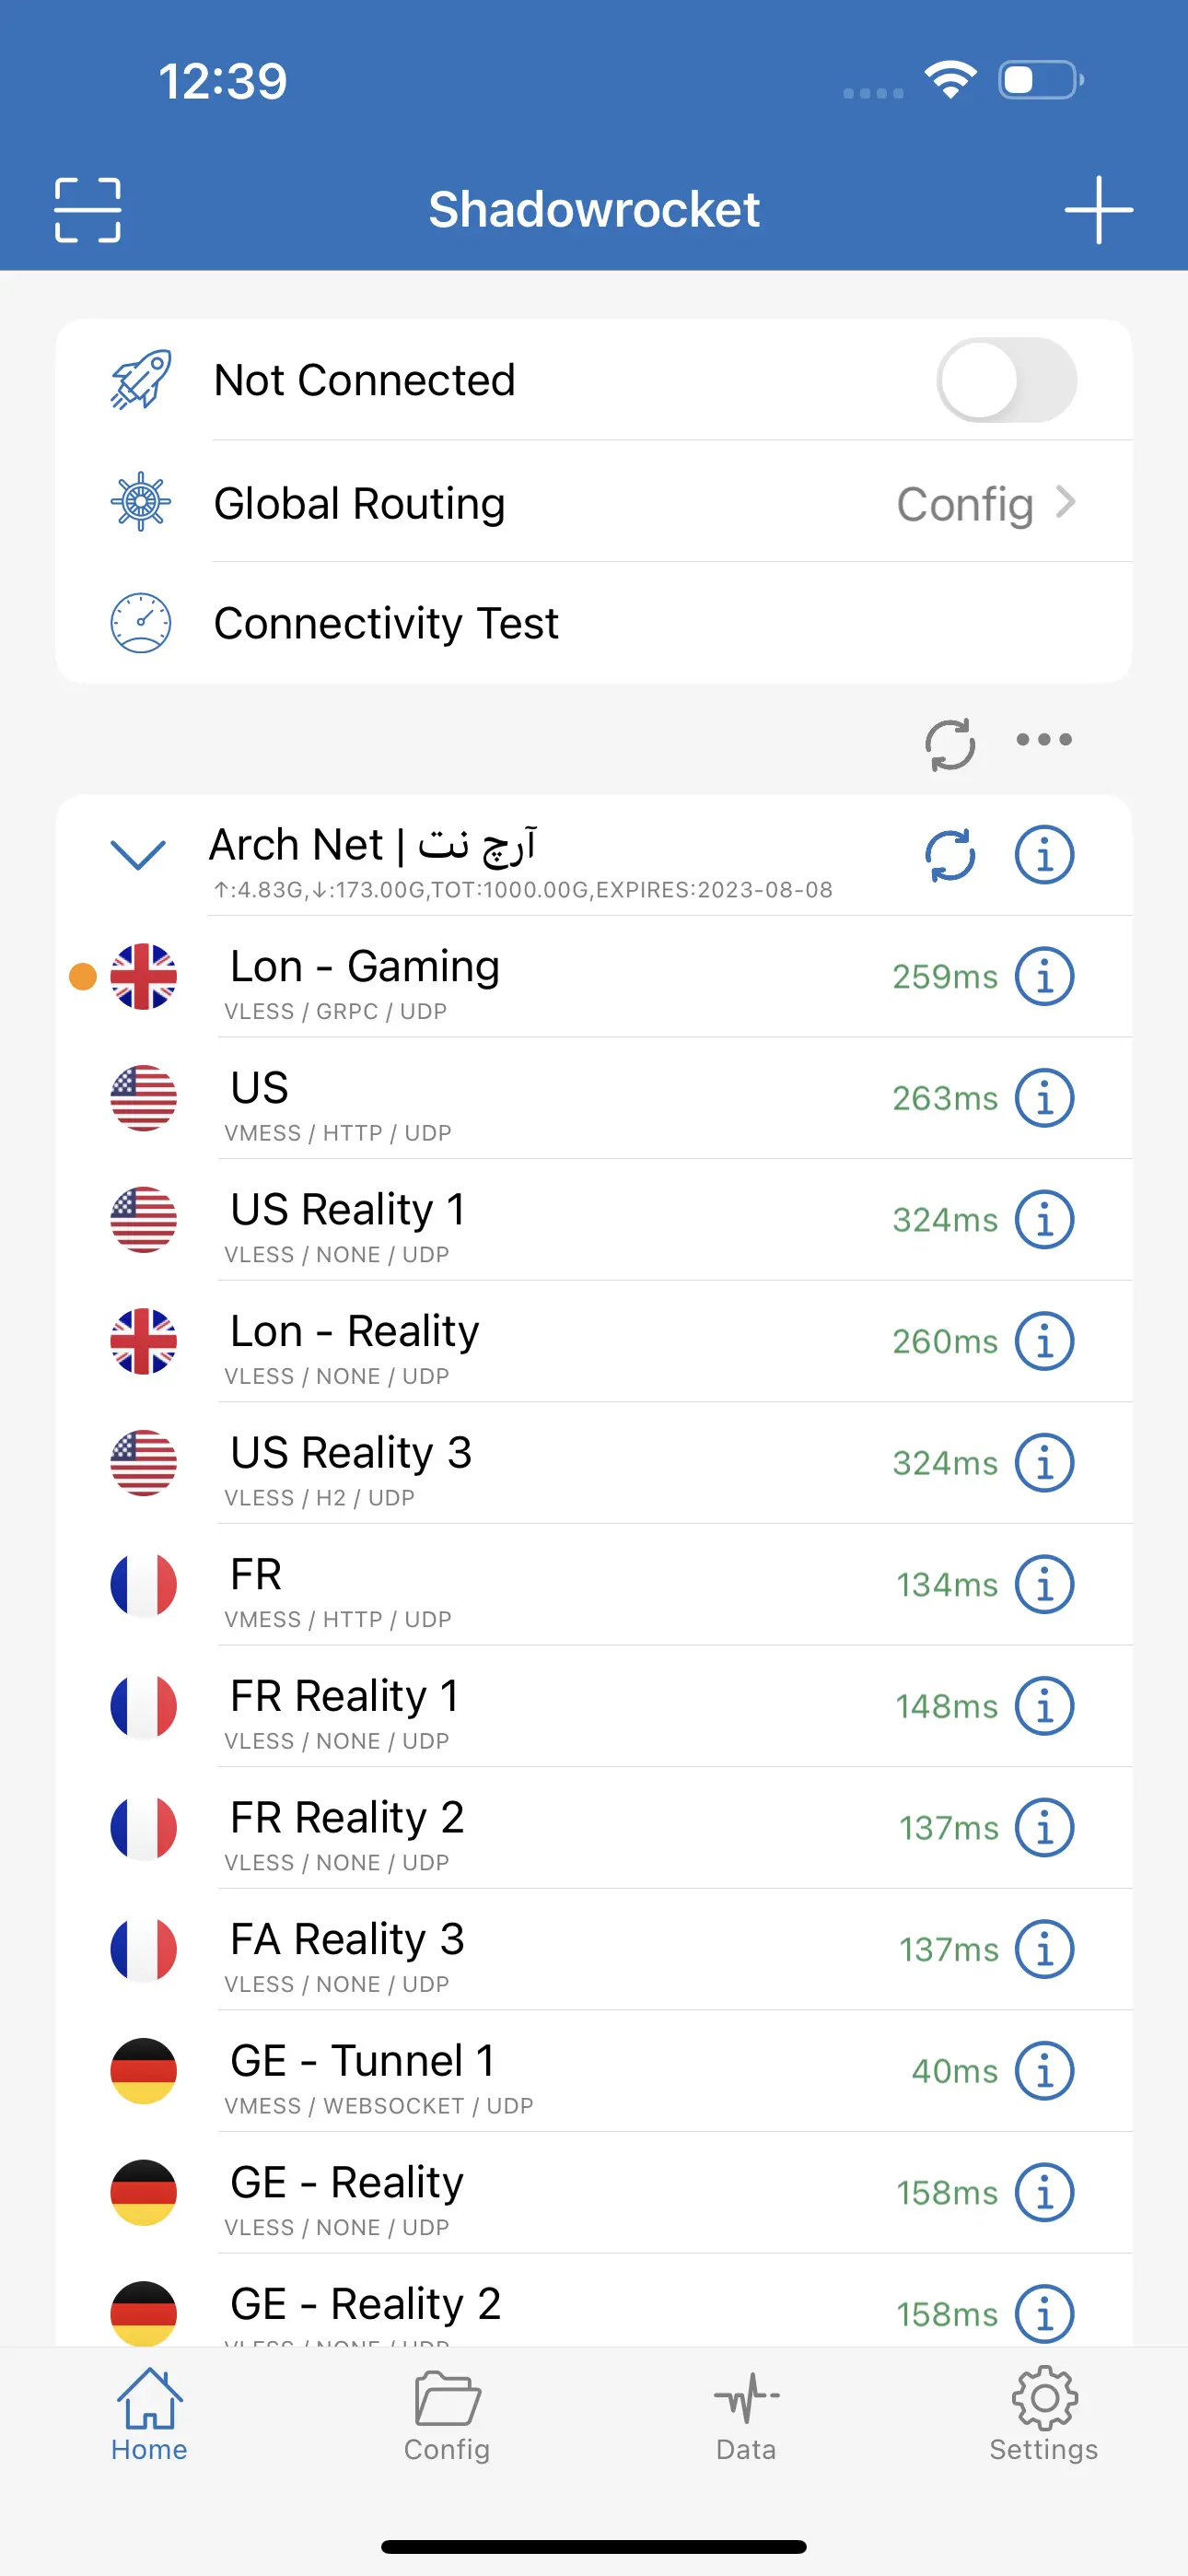 12:39
Shadowrocket
Not Connected
Global Routing Config
Connectivity Test
Arch Net | آرچ نت
↑:4.83G,↓:173.00G,TOT:1000.00G,EXPIRES:2023-08-08
Lon - Gaming 259ms
VLESS / GRPC / UDP
US 263ms
VMESS / HTTP / UDP
US Reality 1 324ms
VLESS / NONE / UDP
Lon - Reality 260ms
VLESS / NONE / UDP
US Reality 3 324ms
VLESS / H2 / UDP
FR 134ms
VMESS / HTTP / UDP
FR Reality 1 148ms
VLESS / NONE / UDP
FR Reality 2 137ms
VLESS / NONE / UDP
FA Reality 3 137ms
VLESS / NONE / UDP
GE - Tunnel 1 40ms
VMESS / WEBSOCKET / UDP
GE - Reality 158ms
VLESS / NONE / UDP
GE - Reality 2 158ms
VLESS / NONE / UDP
Home Config Data Settings